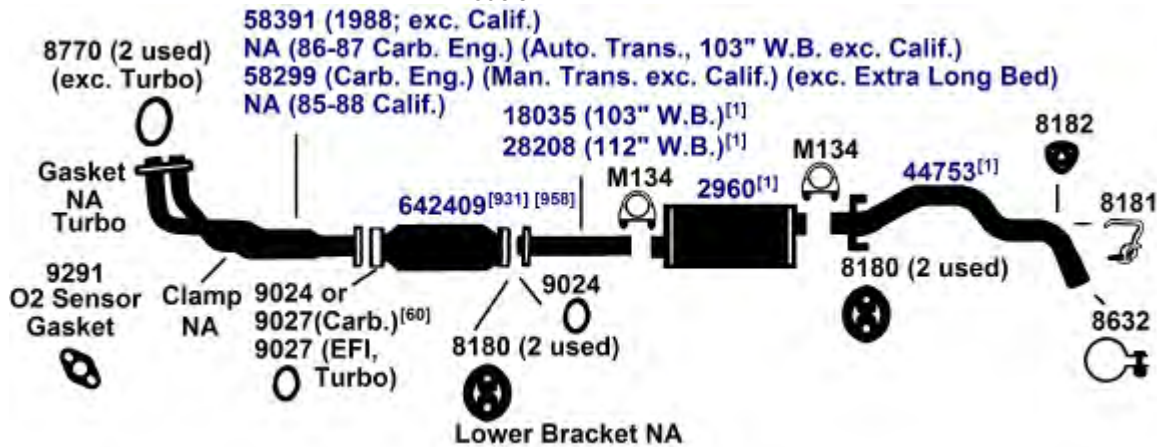 58391 (1988; exc. Calif.)
NA (86-87 Carb. Eng.) (Auto. Trans., 103" W.B. exc. Calif.)
58299 (Carb. Eng.) (Man. Trans. exc. Calif.) (exc. Extra Long Bed)
NA (85-88 Calif.)
8770 (2 used)
(exc. Turbo)
18035 (103" W.B.)[1]
28208 (112" W.B.)[1]
8182
M134
M134
Gasket
NA
Turbo
642409[931] [958]
2960[1]
44753[1]
8181
9291
O2 Sensor
Gasket
Clamp
NA
9024 or
9027(Carb.)[60]
9027 (EFI,
Turbo)
9024
8180 (2 used)
8180 (2 used)
8632
Lower Bracket NA